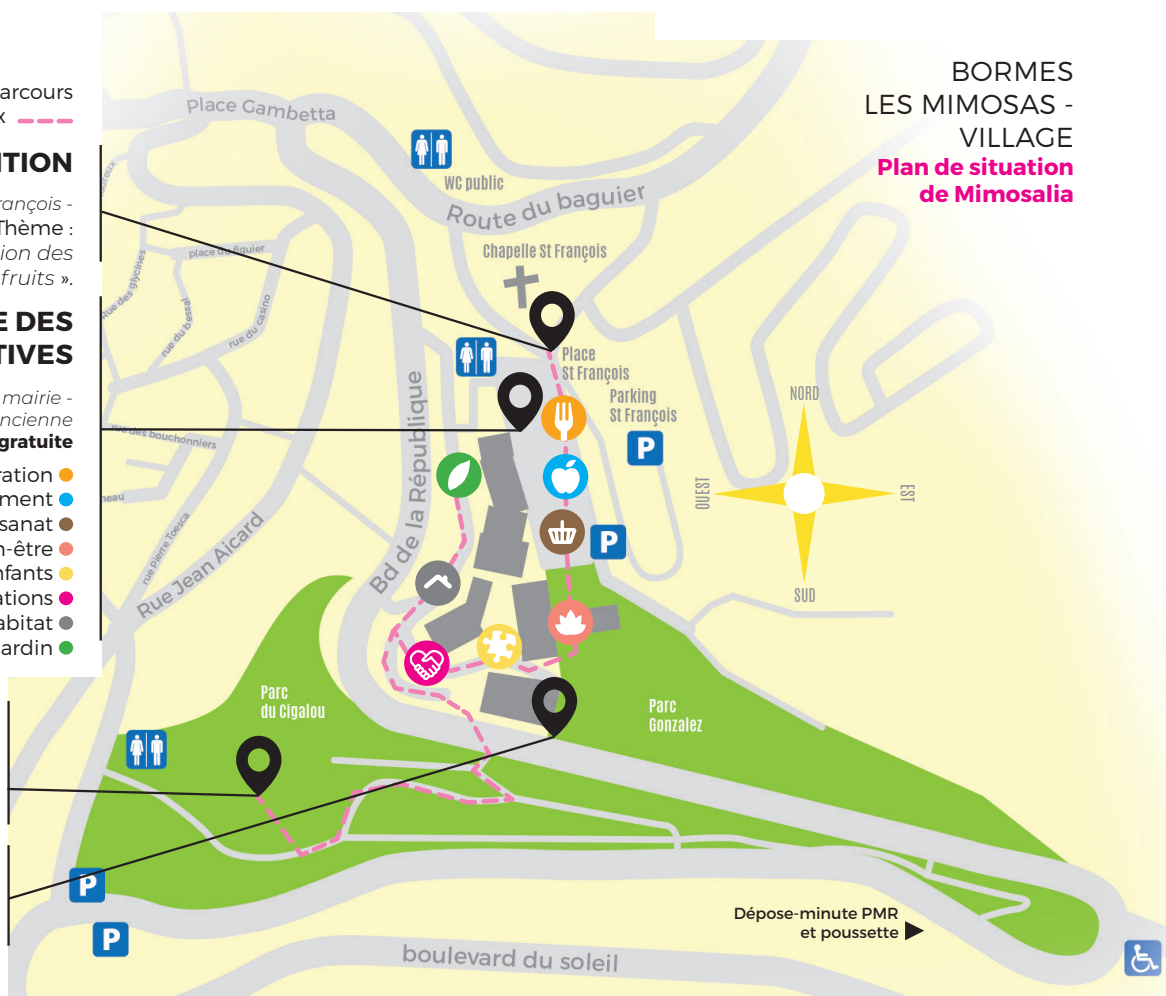 BORMES
LES MIMOSAS -
VILLAGE
Plan de situation
de Mimosalia
arcours
x
ITION
rançois -
Thème :
ion des
fruits ».
E DES
TIVES
mairie -
ncienne
gratuite
ration
ment
sanat
n-être
nfants
ations
abitat
ardin
Place Gambetta
WC public
Route du baguier
Chapelle St François
place du figuier
Rue des glycines
rue du bessal
rue du casino
Place
St François
Parking
St François
P
NORD
OUEST
EST
SUD
rue des bouchonniers
neau
rue Pierre Toesca
Rue Jean Aicard
Bd de la République
P
Parc
du Cigalou
Parc
Gonzalez
P
P
Dépose-minute PMR
et poussette
boulevard du soleil